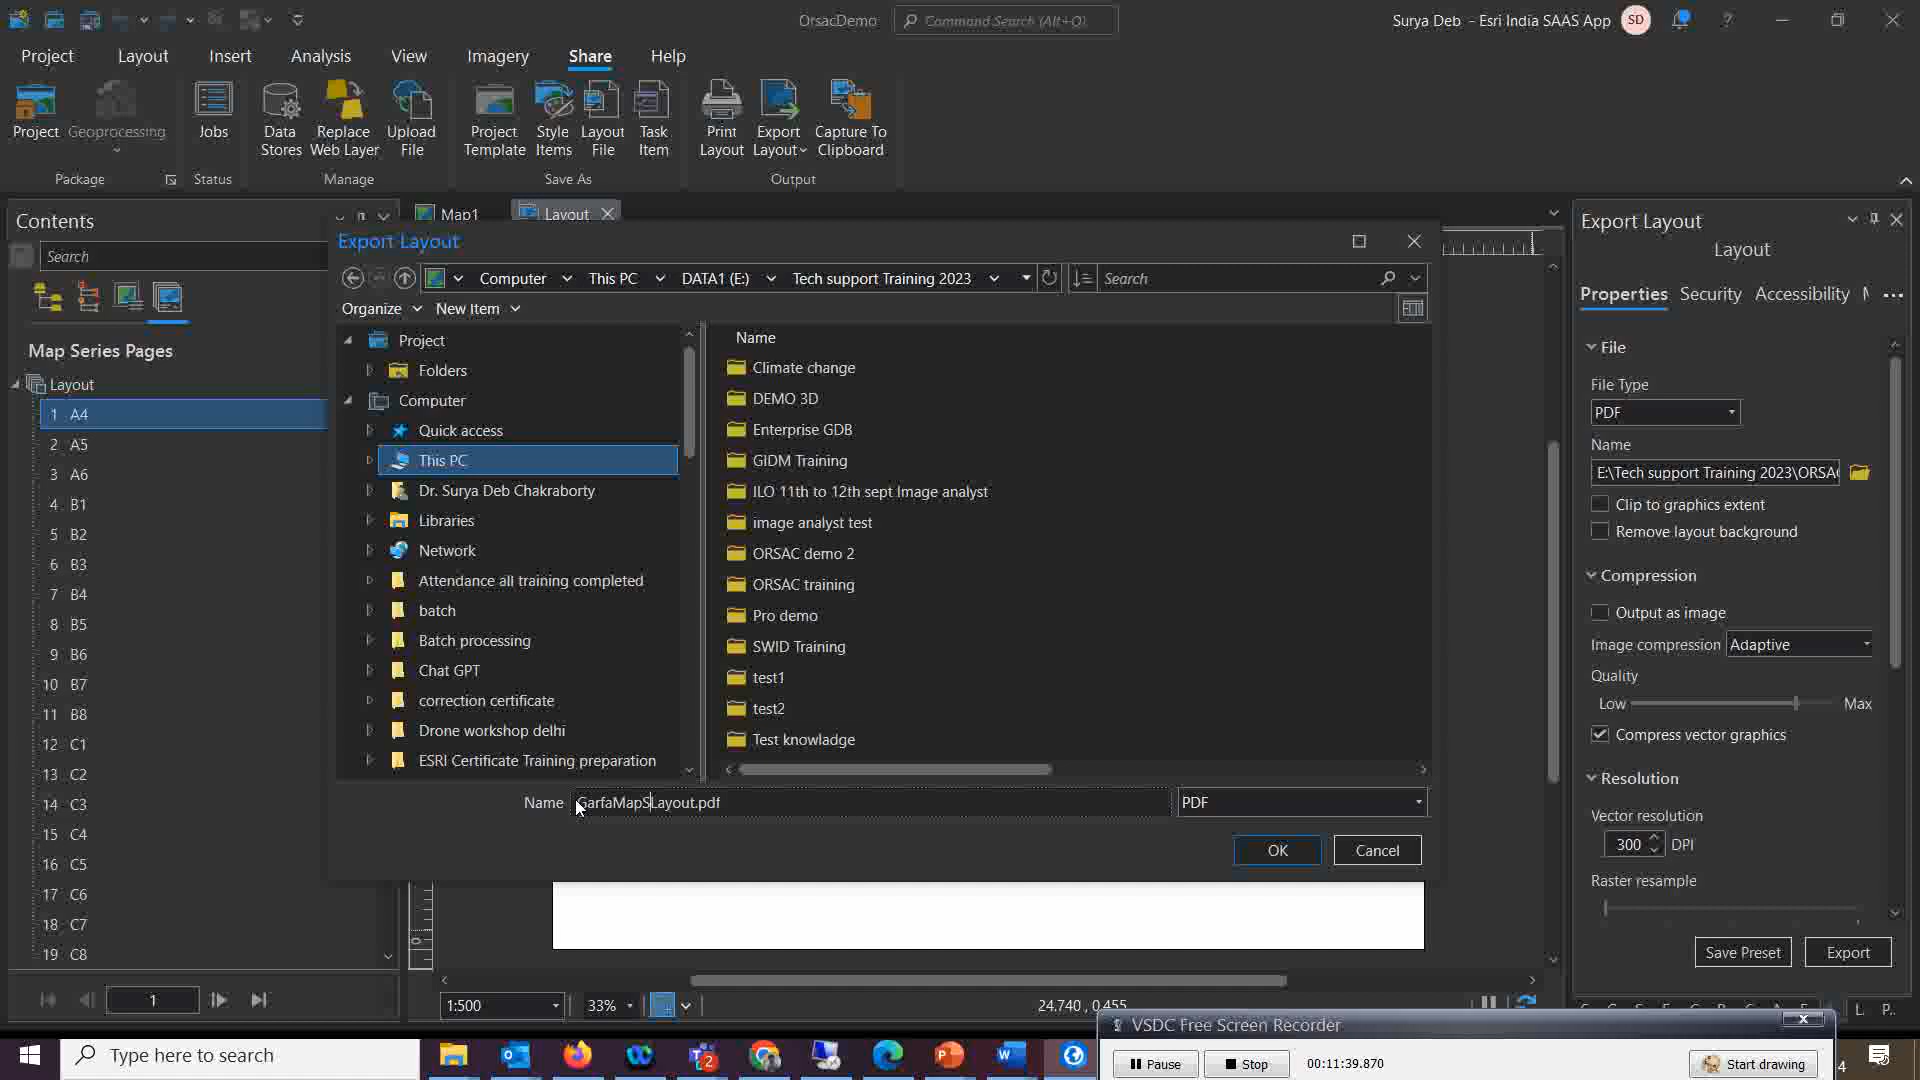 OrsacDemo
Command Search (Alt+Q)
Surya Deb - Esri India SAAS App
SD
?
Project
Layout
Insert
Analysis
View
Imagery
Share
Help
Project
Geoprocessing
Jobs
Data Stores
Replace Web Layer
Upload File
Project Template
Style Items
Layout File
Task Item
Print Layout
Export Layout
Capture To Clipboard
Package
Status
Manage
Save As
Output
Contents
Search
Map Series Pages
Layout
1 A4
2 A5
3 A6
4 B1
5 B2
6 B3
7 B4
8 B5
9 B6
10 B7
11 B8
12 C1
13 C2
14 C3
15 C4
16 C5
17 C6
18 C7
19 C8
1
Map1
Layout
Export Layout
Computer
This PC
DATA1 (E:)
Tech support Training 2023
Search
Organize
New Item
Project
Folders
Computer
Quick access
This PC
Dr. Surya Deb Chakraborty
Libraries
Network
Attendance all training completed
batch
Batch processing
Chat GPT
correction certificate
Drone workshop delhi
ESRI Certificate Training preparation
Name
Climate change
DEMO 3D
Enterprise GDB
GIDM Training
ILO 11th to 12th sept Image analyst
image analyst test
ORSAC demo 2
ORSAC training
Pro demo
SWID Training
test1
test2
Test knowladge
Name
GarfaMapSLayout.pdf
PDF
OK
Cancel
1:500
33%
24.740 , 0.455
Export Layout
Layout
Properties
Security
Accessibility
File
File Type
PDF
Name
E:\Tech support Training 2023\ORSA
Clip to graphics extent
Remove layout background
Compression
Output as image
Image compression
Adaptive
Quality
Low
Max
Compress vector graphics
Resolution
Vector resolution
300
DPI
Raster resample
Save Preset
Export
VSDC Free Screen Recorder
Pause
Stop
00:11:39.870
Start drawing
Type here to search
2
4